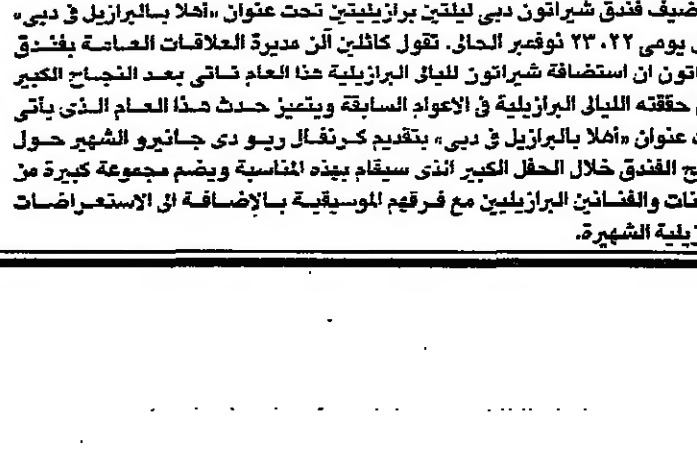 ضيف فندق شيراتون دبي ليلتين برازيليتين تحت عنوان «أهلا بالبرازيل في دبي»
يومي ٢٢، ٢٣ نوفمبر الحالي. تقول كاثلين آلن مديرة العلاقات العامة بفندق
اتون ان استضافة شيراتون لليالي البرازيلية هذا العام تأتي بعد النجاح الكبير
حققته الليالي البرازيلية في الاعوام السابقة ويتميز حدث هذا العام الذي يأتي
عنوان «أهلا بالبرازيل في دبي» بتقديم كرنفال ريو دي جانيرو الشهير حول
ح الفندق خلال الحفل الكبير الذي سيقام بهذه المناسبة ويضم مجموعة كبيرة من
نات والفنانين البرازيليين مع فرقهم الموسيقية بالإضافة الى الاستعراضات
زيلية الشهيرة.